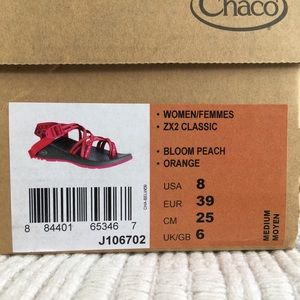 Chaco
• WOMEN/FEMMES
• ZX2 CLASSIC
• BLOOM PEACH
• ORANGE
USA 8
EUR 39
CM 25
UK/GB 6
MEDIUM
MOYEN
8 84401 65346 7
J106702